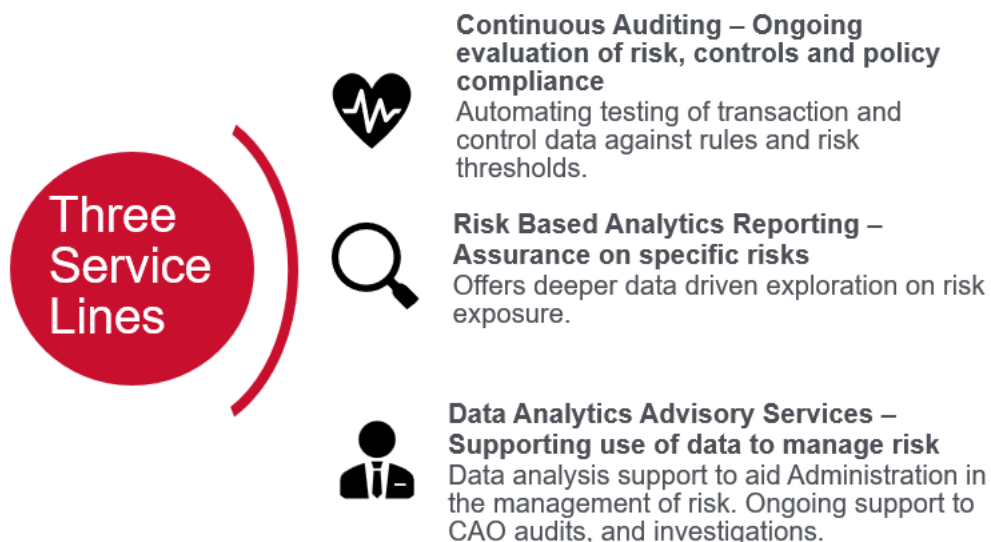 Three
Service
Lines
Continuous Auditing – Ongoing
evaluation of risk, controls and policy
compliance
Automating testing of transaction and
control data against rules and risk
thresholds.
Risk Based Analytics Reporting –
Assurance on specific risks
Offers deeper data driven exploration on risk
exposure.
Data Analytics Advisory Services –
Supporting use of data to manage risk
Data analysis support to aid Administration in
the management of risk. Ongoing support to
CAO audits, and investigations.